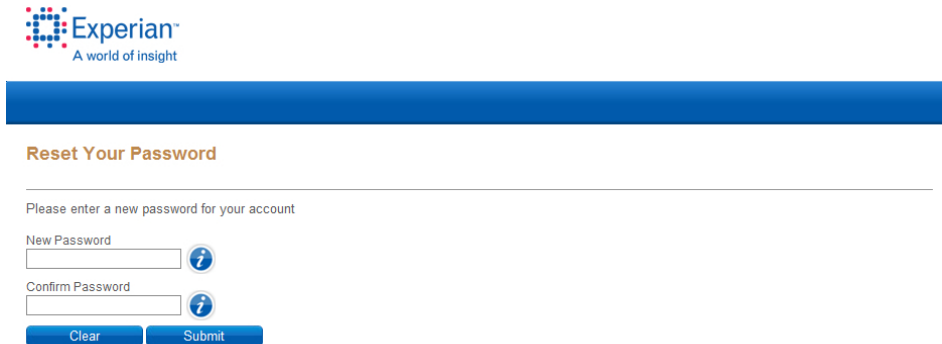 Experian™
A world of insight
Reset Your Password
Please enter a new password for your account
New Password
i
Confirm Password
i
Clear Submit